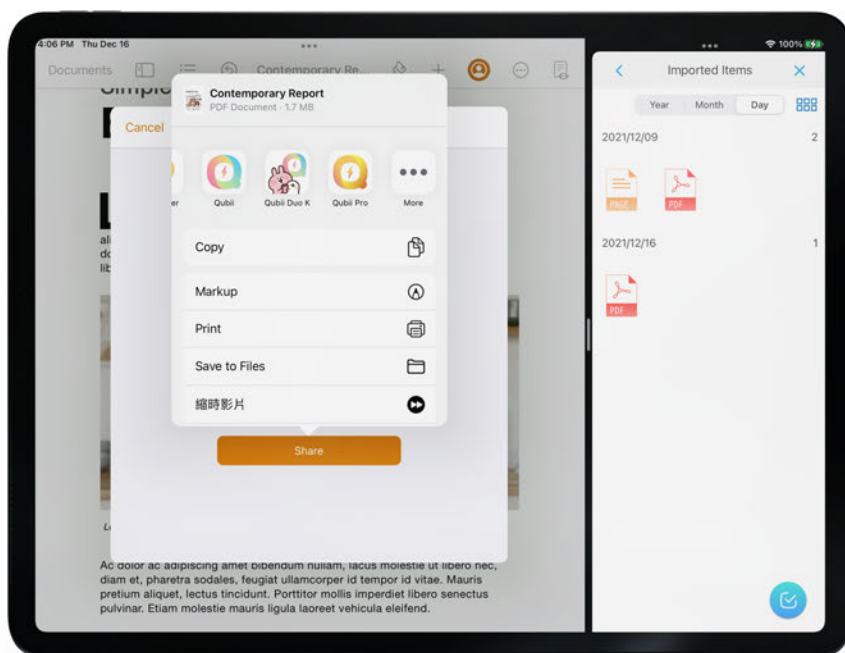 4:06 PM Thu Dec 16
100%
Documents
Contemporary Re...
Simple
Contemporary Report
PDF Document · 1.7 MB
Cancel
er
Qubii
Qubii Duo K
Qubii Pro
More
Copy
Markup
Print
Save to Files
縮時影片
Share
Ac dolor ac adipiscing amet bibendum nullam, lacus molestie ut libero nec,
diam et, pharetra sodales, feugiat ullamcorper id tempor id vitae. Mauris
pretium aliquet, lectus tincidunt. Porttitor mollis imperdiet libero senectus
pulvinar. Etiam molestie mauris ligula laoreet vehicula eleifend.
Imported Items
Year
Month
Day
2021/12/09
2
PAGE
PDF
2021/12/16
1
PDF